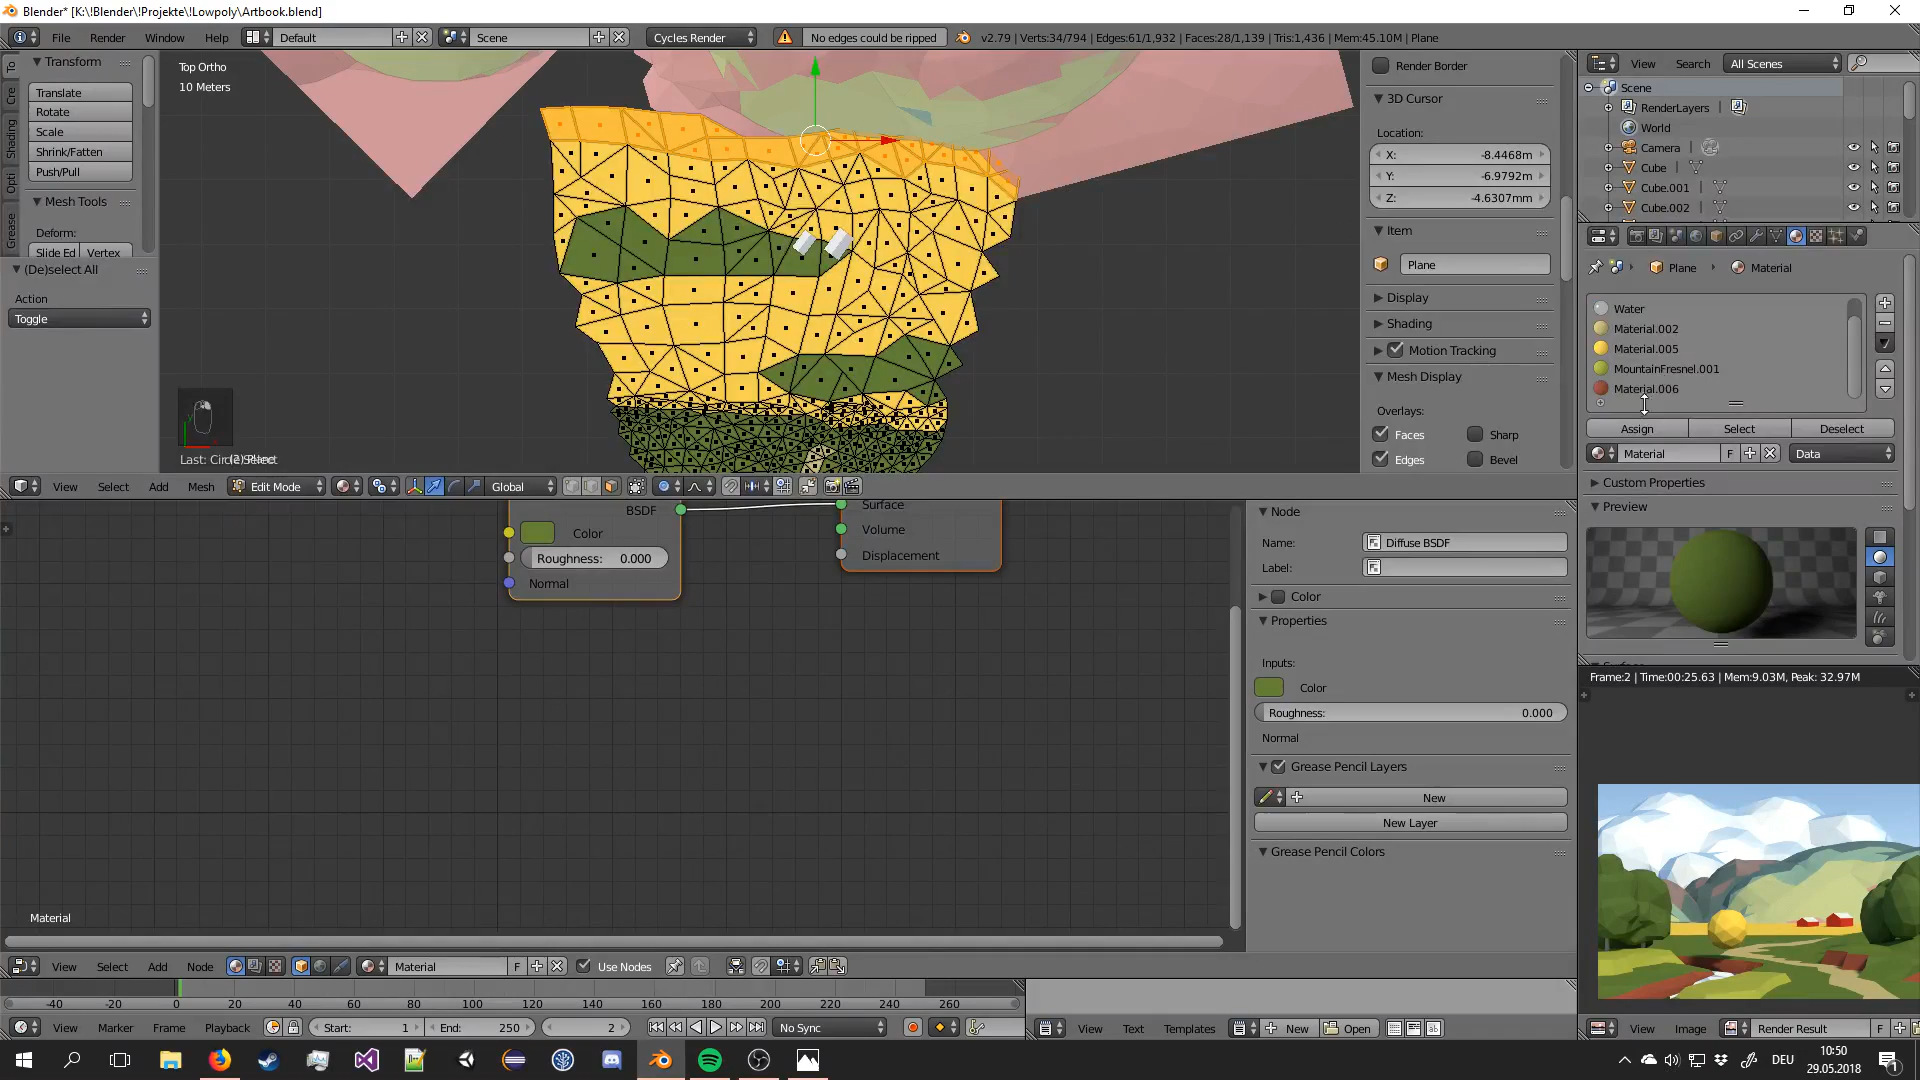 Blender* [K:\!Blender\!Projekte\!Lowpoly\Artbook.blend]
File Render Window Help Default Scene Cycles Render No edges could be ripped v2.79 | Verts:34/794 | Edges:61/1,932 | Faces:28/1,139 | Tris:1,436 | Mem:45.10M | Plane
To
Cre
Shading
Opti
Grease
Transform
Translate
Rotate
Scale
Shrink/Fatten
Push/Pull
Mesh Tools
Deform:
Slide Ed Vertex
(De)select All
Action
Toggle
Top Ortho
10 Meters
View Select Add Mesh Edit Mode Global
Render Border
3D Cursor
Location:
X: -8.4468m
Y: -6.9792m
Z: -4.6307mm
Item
Plane
Display
Shading
Motion Tracking
Mesh Display
Overlays:
Faces Sharp
Edges Bevel
View Search All Scenes
Scene
RenderLayers
World
Camera
Cube
Cube.001
Cube.002
Plane Material
Water
Material.002
Material.005
MountainFresnel.001
Material.006
Assign Select Deselect
Material F Data
Custom Properties
Preview
BSDF
Color
Roughness: 0.000
Normal
Surface
Volume
Displacement
Material
Node
Name: Diffuse BSDF
Label:
Color
Properties
Inputs:
Color
Roughness: 0.000
Normal
Grease Pencil Layers
New
New Layer
Grease Pencil Colors
Frame:2 | Time:00:25.63 | Mem:9.03M, Peak: 32.97M
View Select Add Node Material F Use Nodes
-40 -20 0 20 40 60 80 100 120 140 160 180 200 220 240 260
View Marker Frame Playback Start: 1 End: 250 2 No Sync
View Text Templates New Open
View Image Render Result F
DEU
10:50
29.05.2018
1